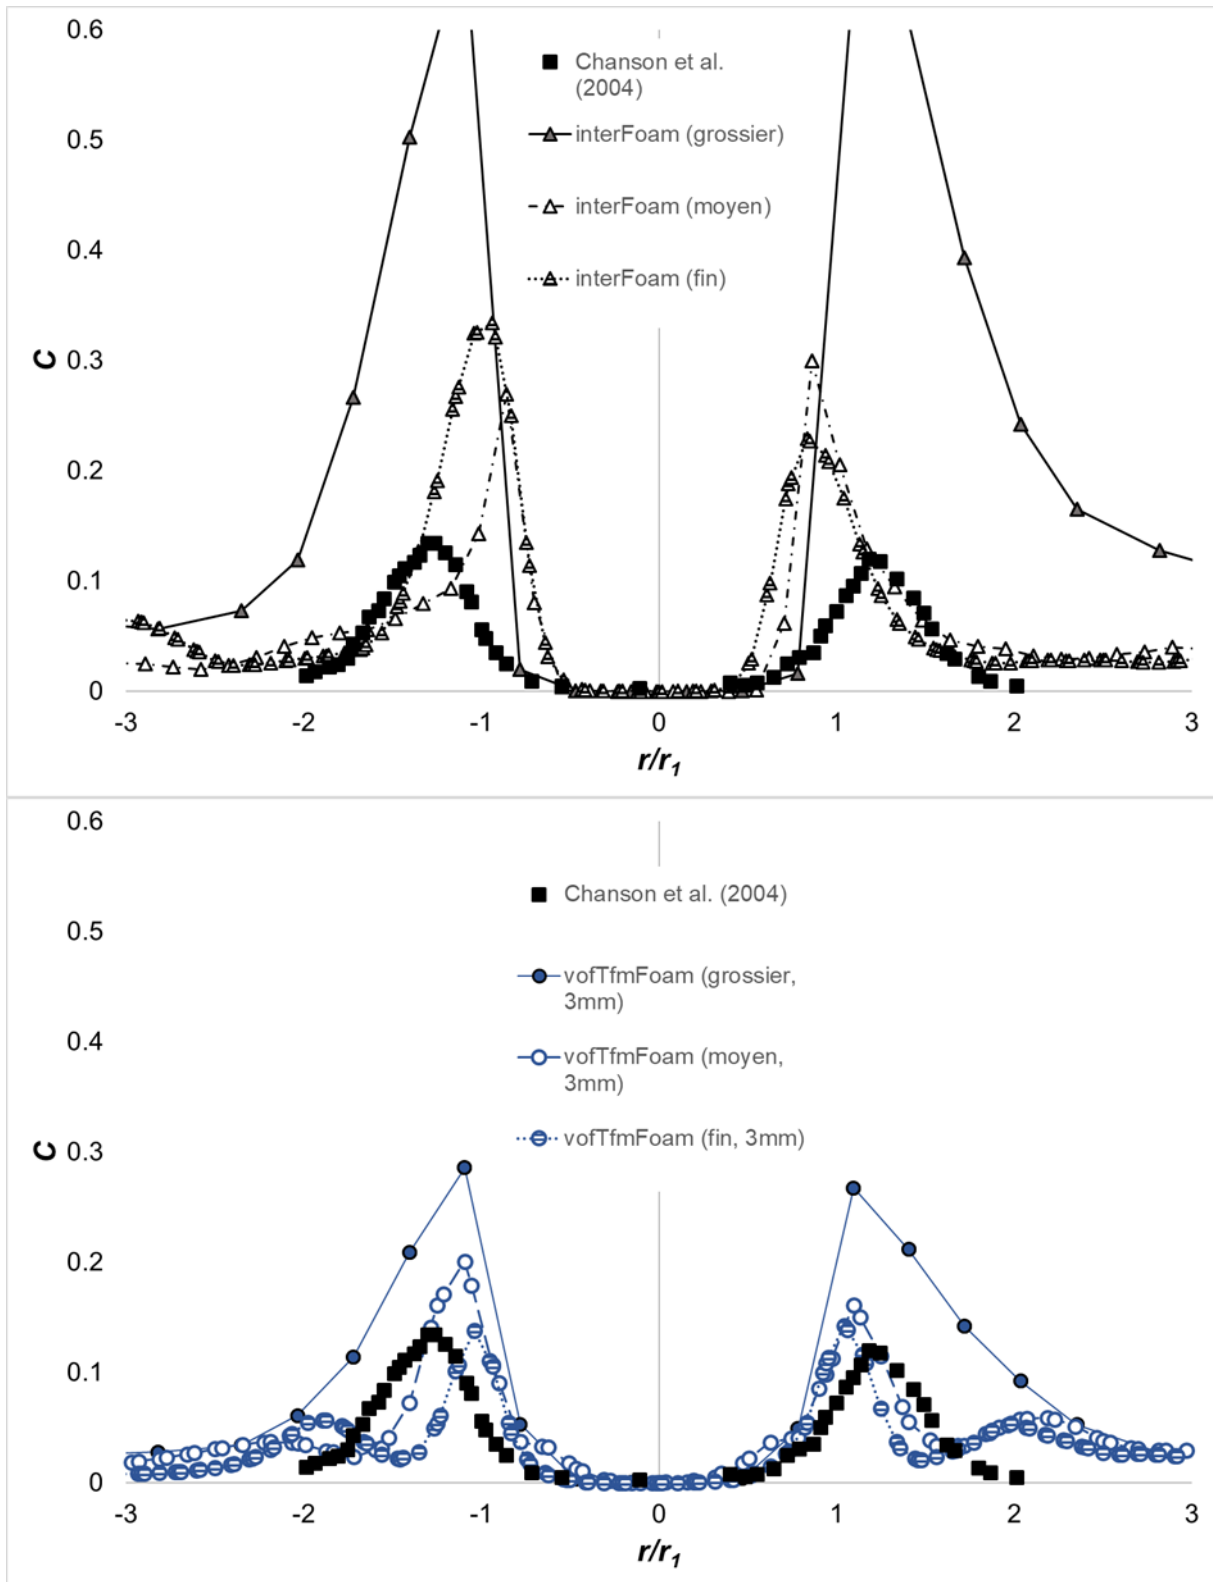 0.6
Chanson et al.
(2004)
0.5
interFoam (grossier)
interFoam (moyen)
0.4
interFoam (fin)
0.3
C
0.2
0.1
0
-3 -2 -1 0 1 2 3
r/r1
0.6
Chanson et al. (2004)
0.5
vofTfmFoam (grossier,
3mm)
0.4
vofTfmFoam (moyen,
3mm)
vofTfmFoam (fin, 3mm)
0.3
C
0.2
0.1
0
-3 -2 -1 0 1 2 3
r/r1